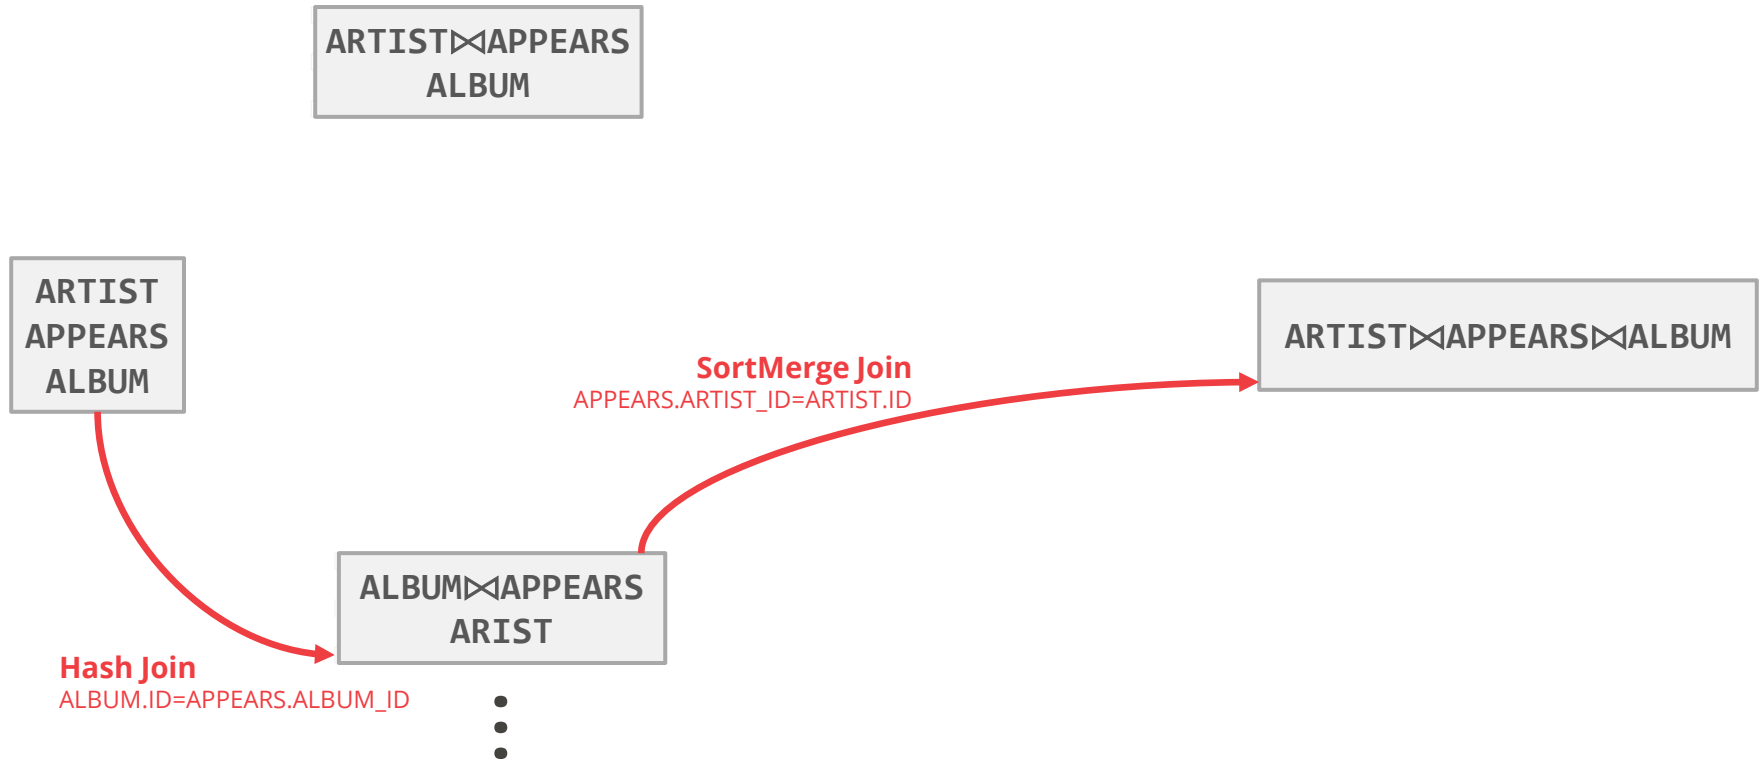 ARTIST⨝APPEARS
ALBUM
ARTIST
APPEARS
ALBUM
ARTIST⨝APPEARS⨝ALBUM
SortMerge Join
APPEARS.ARTIST_ID=ARTIST.ID
ALBUM⨝APPEARS
ARIST
Hash Join
ALBUM.ID=APPEARS.ALBUM_ID